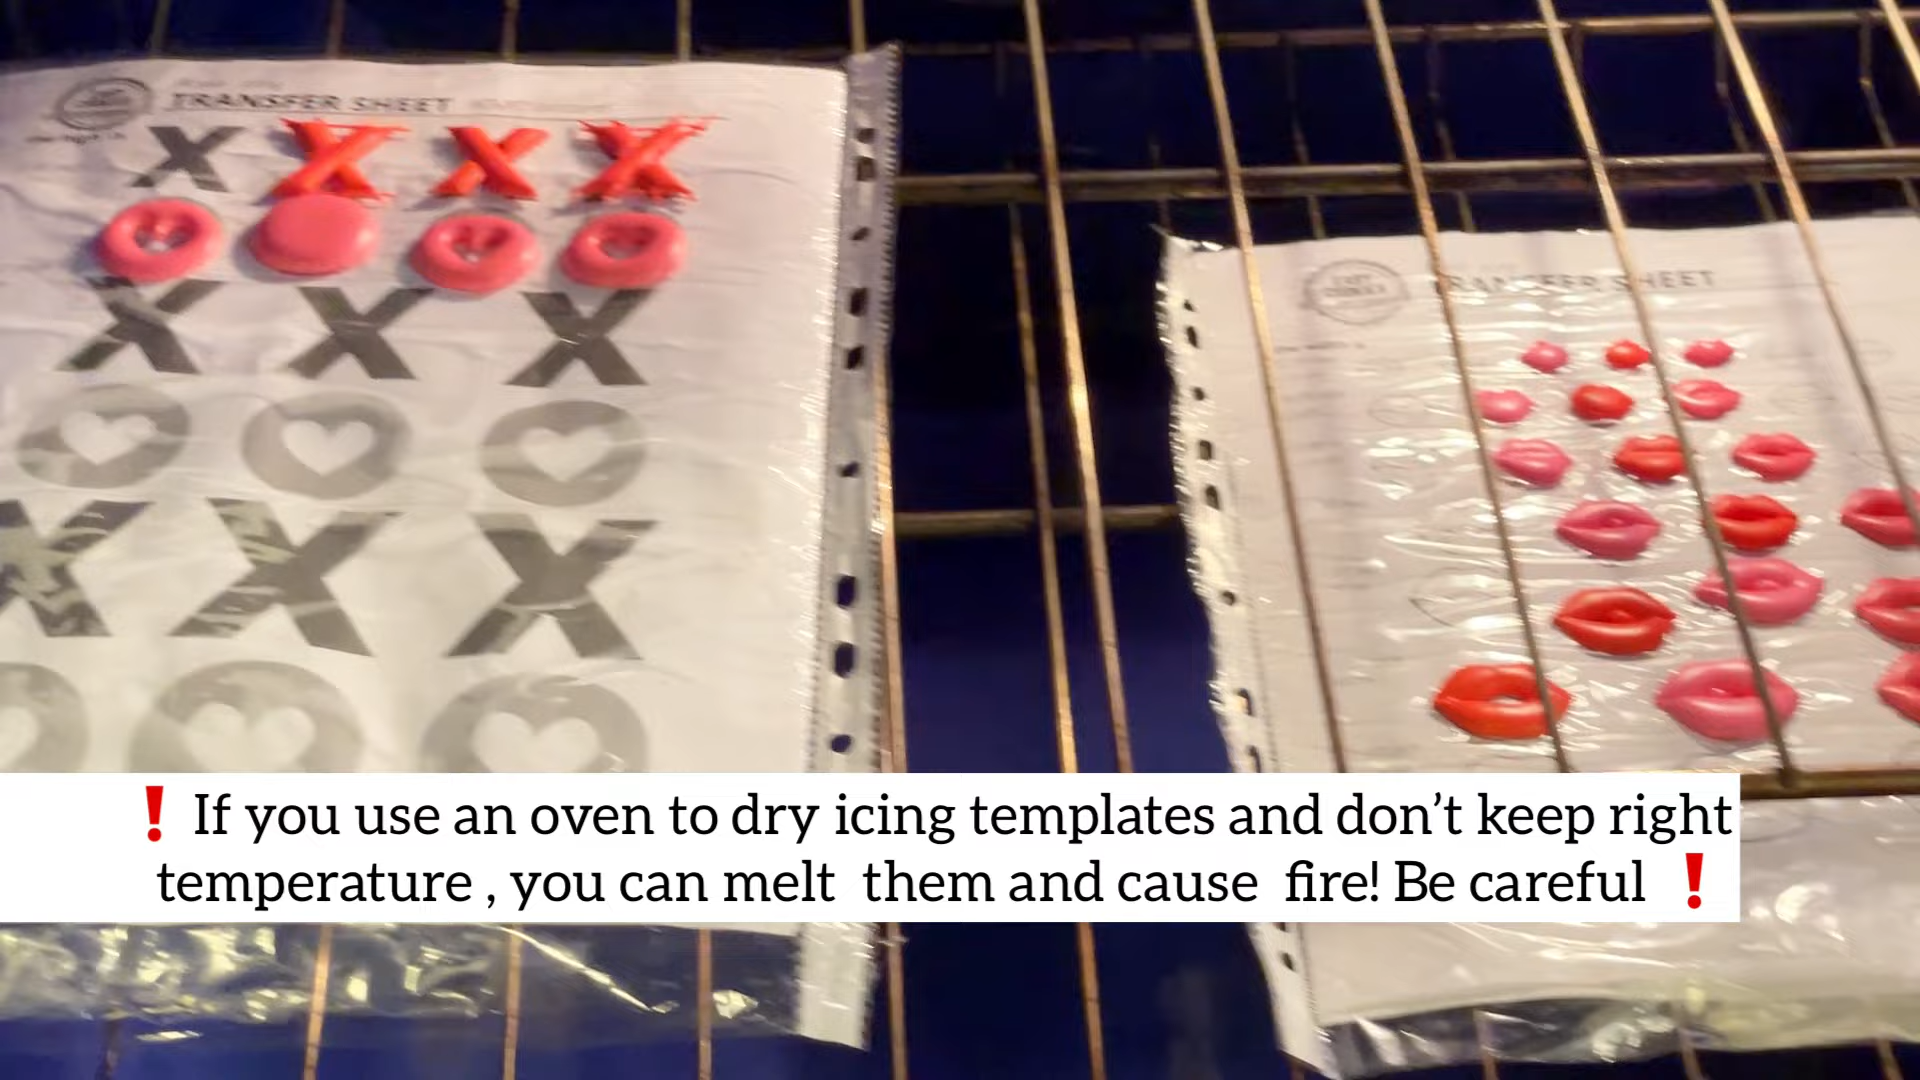 TRANSFER SHEET
X X X X
TRANSFER SHEET
X X X
X X X
❗ If you use an oven to dry icing templates and don’t keep right
temperature , you can melt them and cause fire! Be careful ❗